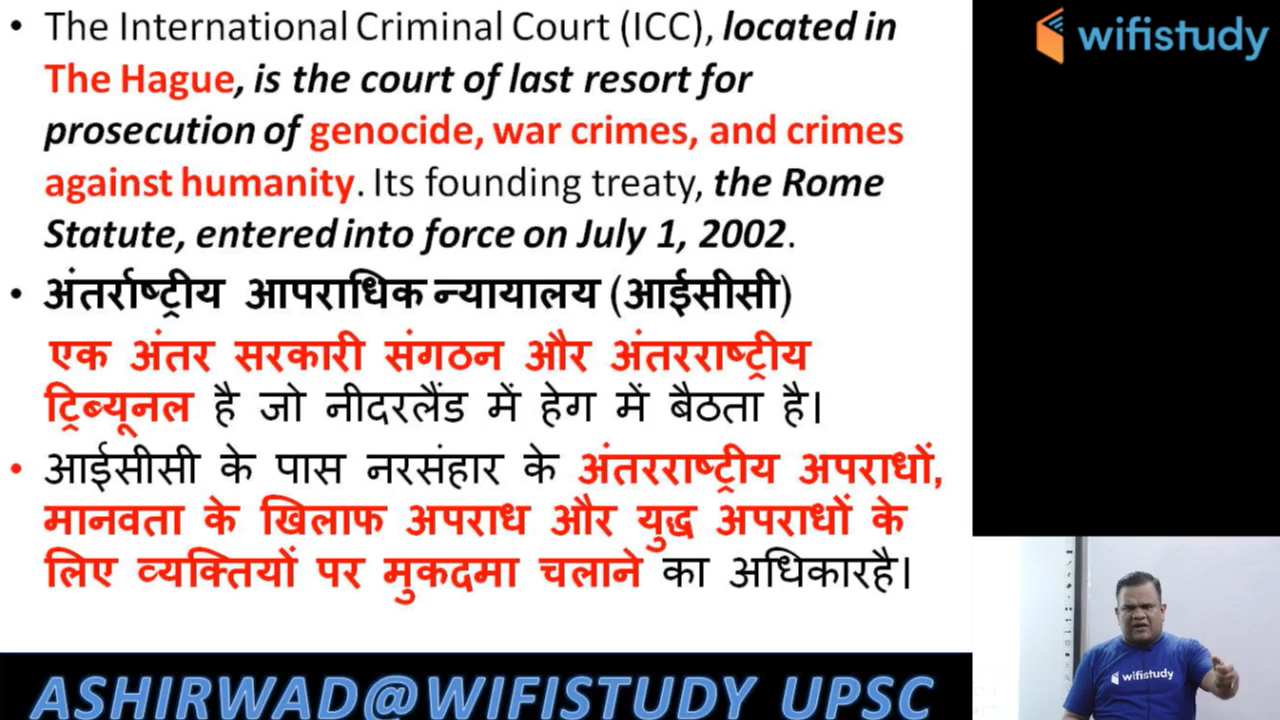 • The International Criminal Court (ICC), located in
The Hague, is the court of last resort for
prosecution of genocide, war crimes, and crimes
against humanity. Its founding treaty, the Rome
Statute, entered into force on July 1, 2002.
• अंतर्राष्ट्रीय आपराधिक न्यायालय (आईसीसी)
एक अंतर सरकारी संगठन और अंतरराष्ट्रीय
ट्रिब्यूनल है जो नीदरलैंड में हेग में बैठता है।
• आईसीसी के पास नरसंहार के अंतरराष्ट्रीय अपराधों,
मानवता के खिलाफ अपराध और युद्ध अपराधों के
लिए व्यक्तियों पर मुकदमा चलाने का अधिकारहै।
ASHIRWAD@WIFISTUDY UPSC
wifistudy
wifistudy